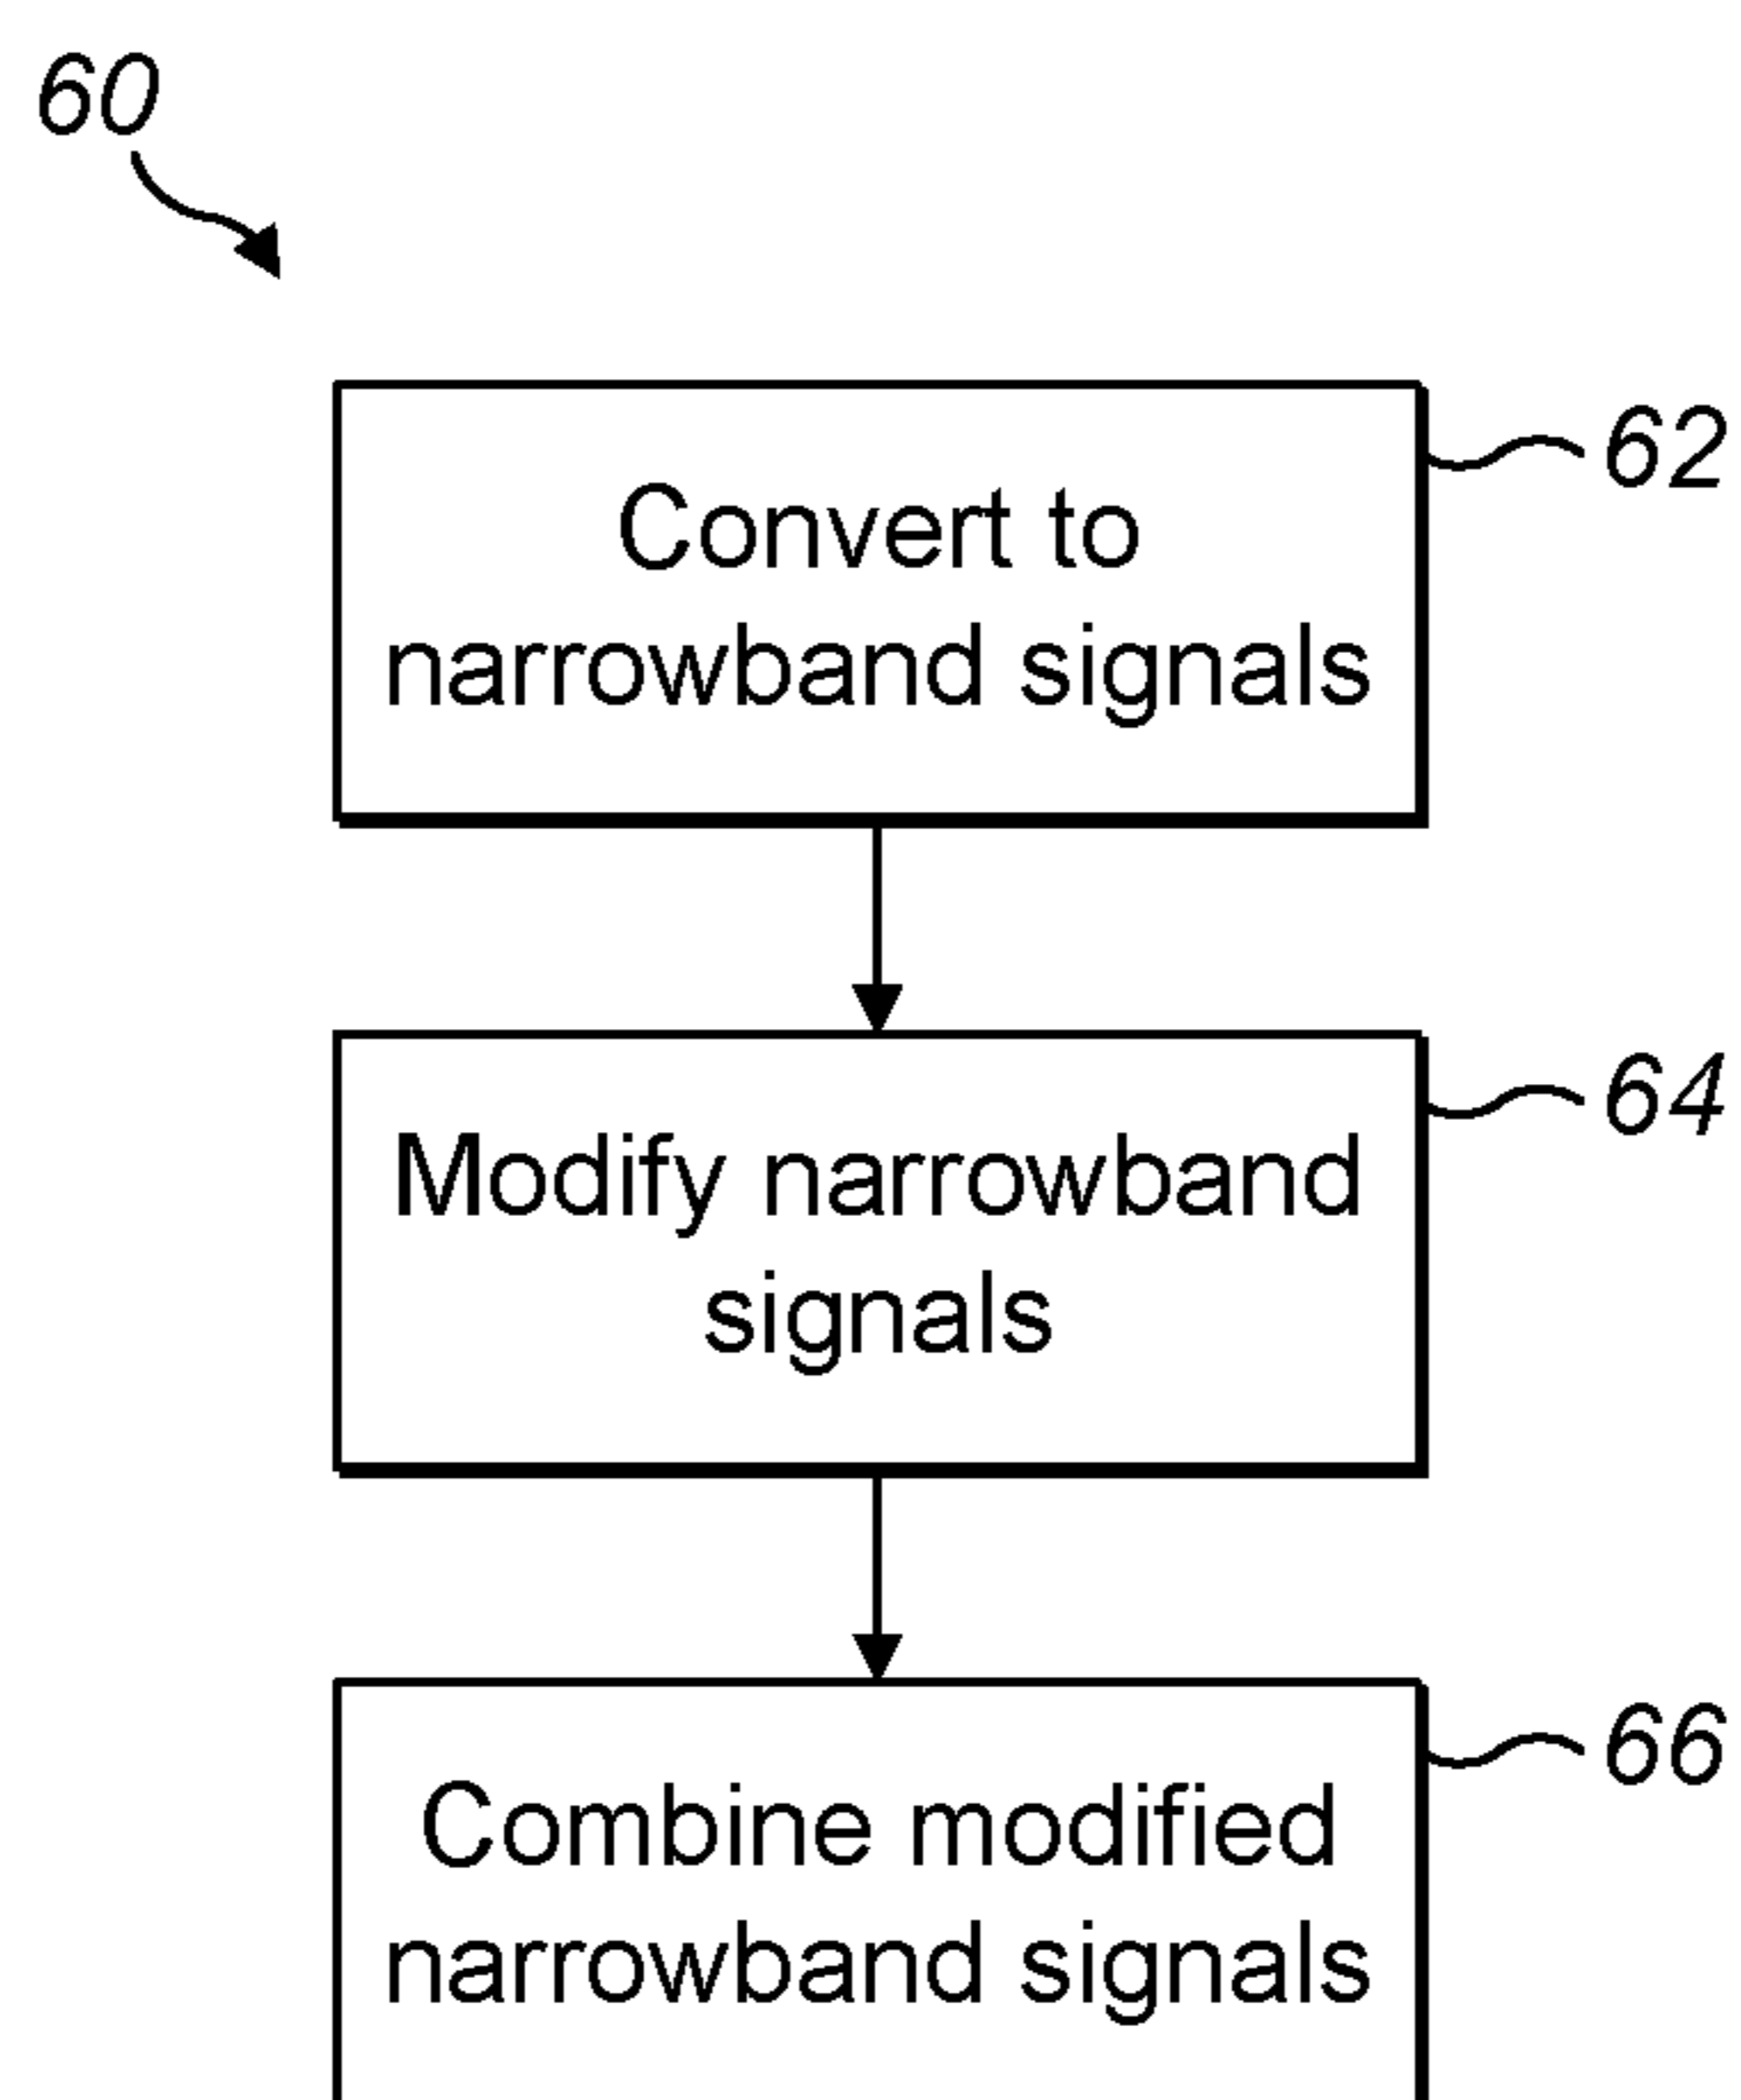 60
62
Convert to
narrowband signals
64
Modify narrowband
signals
66
Combine modified
narrowband signals